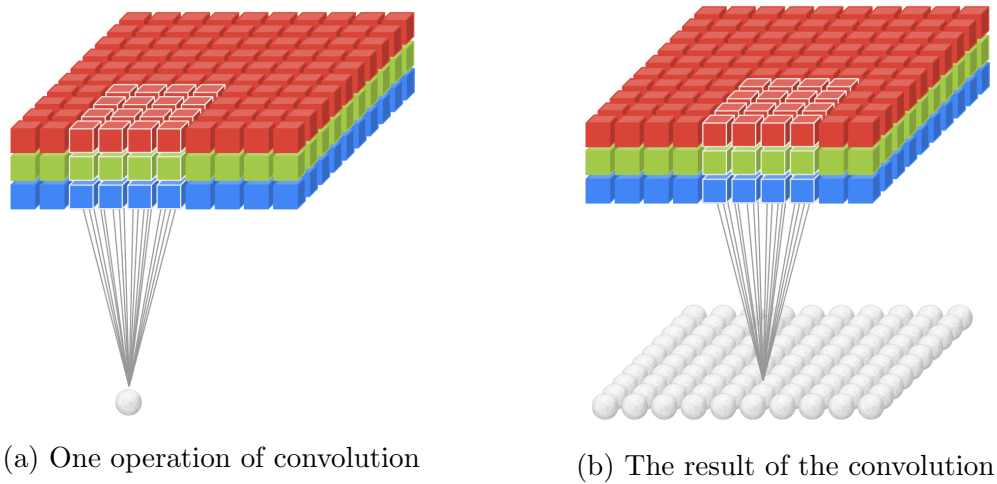 (a) One operation of convolution
(b) The result of the convolution